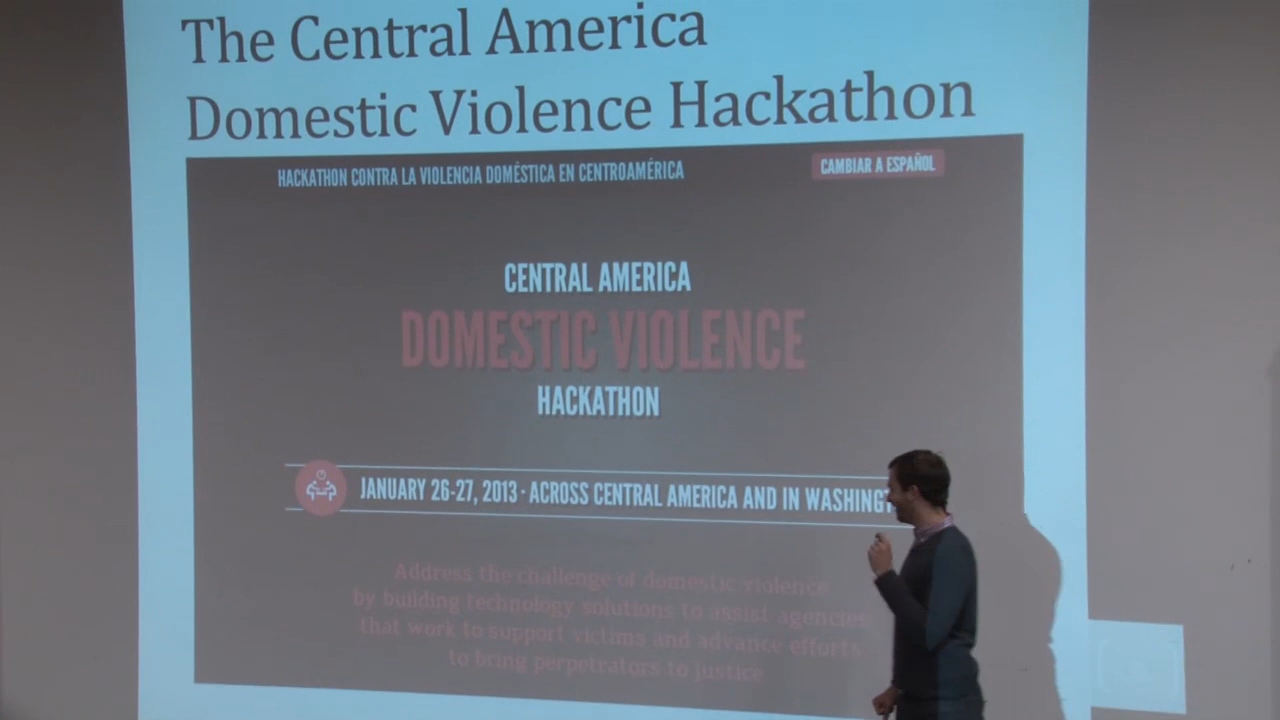 The Central America
Domestic Violence Hackathon
HACKATHON CONTRA LA VIOLENCIA DOMÉSTICA EN CENTROAMÉRICA
CAMBIAR A ESPAÑOL
CENTRAL AMERICA
DOMESTIC VIOLENCE
HACKATHON
JANUARY 26-27, 2013 · ACROSS CENTRAL AMERICA AND IN WASHINGT
Address the challenge of domestic violence
by building technology solutions to assist agencies
that work to support victims and advance efforts
to bring perpetrators to justice